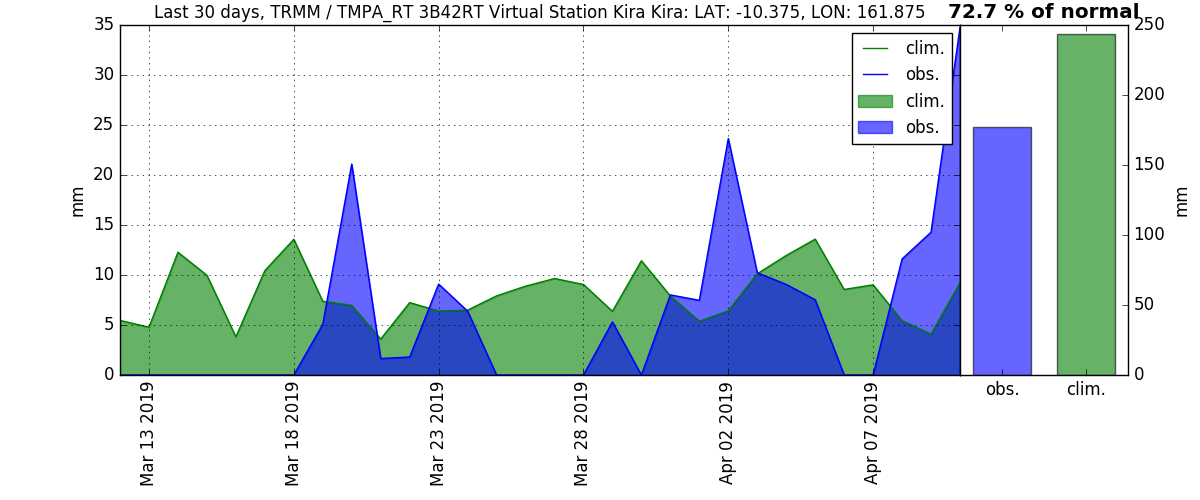 Last 30 days, TRMM / TMPA_RT 3B42RT Virtual Station Kira Kira: LAT: -10.375, LON: 161.875
72.7 % of normal
35
30
25
20
15
10
5
0
mm
clim.
obs.
clim.
obs.
250
200
150
100
50
0
mm
obs.
clim.
Mar 13 2019
Mar 18 2019
Mar 23 2019
Mar 28 2019
Apr 02 2019
Apr 07 2019